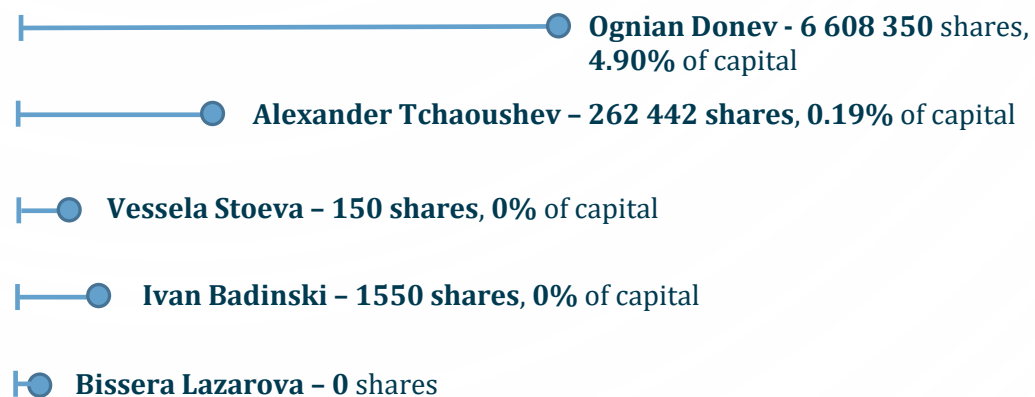 Ognian Donev - 6 608 350 shares,
4.90% of capital
Alexander Tchaoushev – 262 442 shares, 0.19% of capital
Vessela Stoeva – 150 shares, 0% of capital
Ivan Badinski – 1550 shares, 0% of capital
Bissera Lazarova – 0 shares